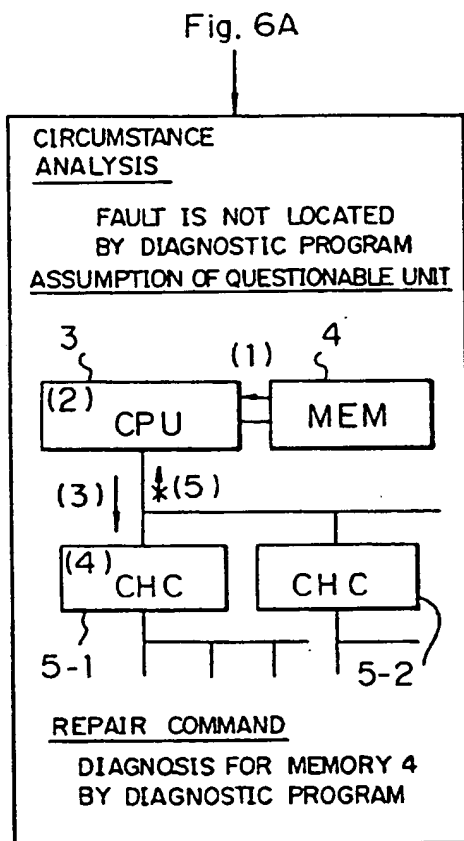 Fig. 6A
CIRCUMSTANCE
ANALYSIS
FAULT IS NOT LOCATED
BY DIAGNOSTIC PROGRAM
ASSUMPTION OF QUESTIONABLE UNIT
3 (1) 4
(2) CPU MEM
(3) (5)
(4) CHC CHC
5-1 5-2
REPAIR COMMAND
DIAGNOSIS FOR MEMORY 4
BY DIAGNOSTIC PROGRAM